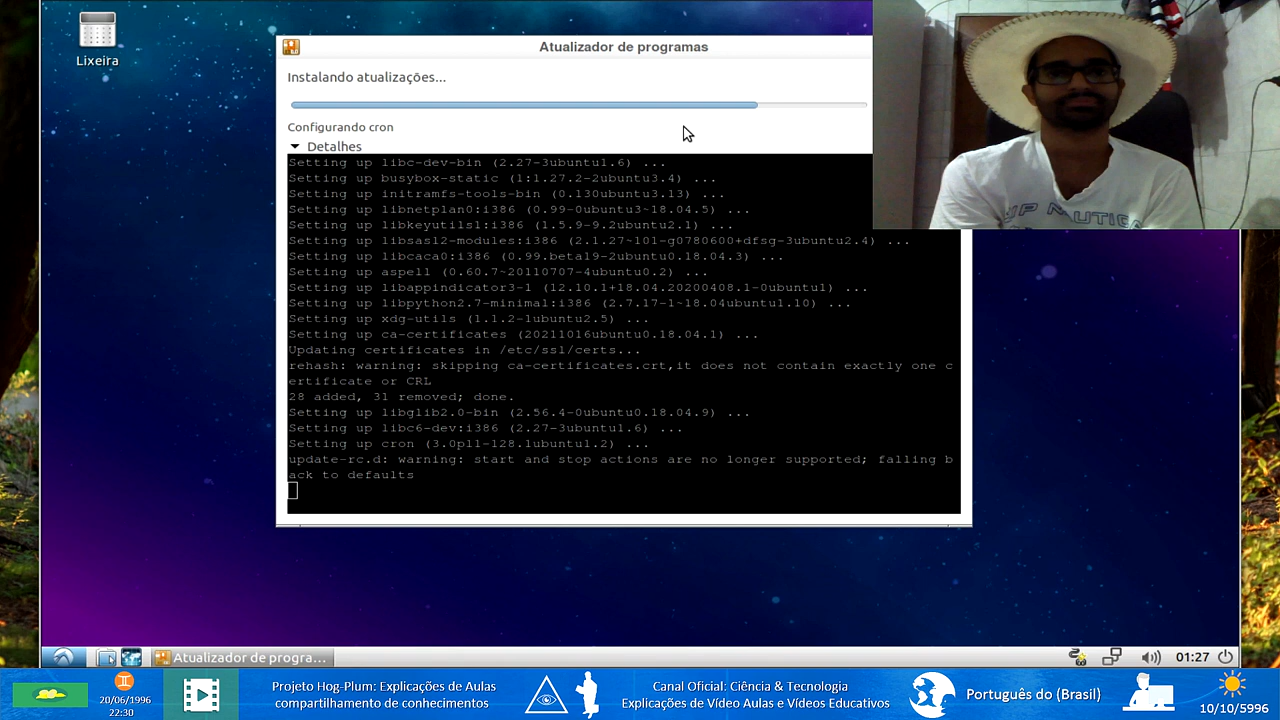 Lixeira
Atualizador de programas
Instalando atualizações...
Configurando cron
Detalhes
Setting up libc-dev-bin (2.27-3ubuntu1.6) ...
Setting up busybox-static (1:1.27.2-2ubuntu3.4) ...
Setting up initramfs-tools-bin (0.130ubuntu3.13) ...
Setting up libnetplan0:i386 (0.99-0ubuntu3~18.04.5) ...
Setting up libkeyutils1:i386 (1.5.9-9.2ubuntu2.1) ...
Setting up libsasl2-modules:i386 (2.1.27~101-g0780600+dfsg-3ubuntu2.4) ...
Setting up libcaca0:i386 (0.99.beta19-2ubuntu0.18.04.3) ...
Setting up aspell (0.60.7~20110707-4ubuntu0.2) ...
Setting up libappindicator3-1 (12.10.1+18.04.20200408.1-0ubuntu1) ...
Setting up libpython2.7-minimal:i386 (2.7.17-1~18.04ubuntu1.10) ...
Setting up xdg-utils (1.1.2-1ubuntu2.5) ...
Setting up ca-certificates (20211016ubuntu0.18.04.1) ...
Updating certificates in /etc/ssl/certs...
rehash: warning: skipping ca-certificates.crt,it does not contain exactly one c
ertificate or CRL
28 added, 31 removed; done.
Setting up libglib2.0-bin (2.56.4-0ubuntu0.18.04.9) ...
Setting up libc6-dev:i386 (2.27-3ubuntu1.6) ...
Setting up cron (3.0pl1-128.1ubuntu1.2) ...
update-rc.d: warning: start and stop actions are no longer supported; falling b
ack to defaults
Atualizador de progra...
01:27
20/06/1996
22:30
Projeto Hog-Plum: Explicações de Aulas
compartilhamento de conhecimentos
Canal Oficial: Ciência & Tecnologia
Explicações de Vídeo Aulas e Vídeos Educativos
Português do (Brasil)
10/10/5996